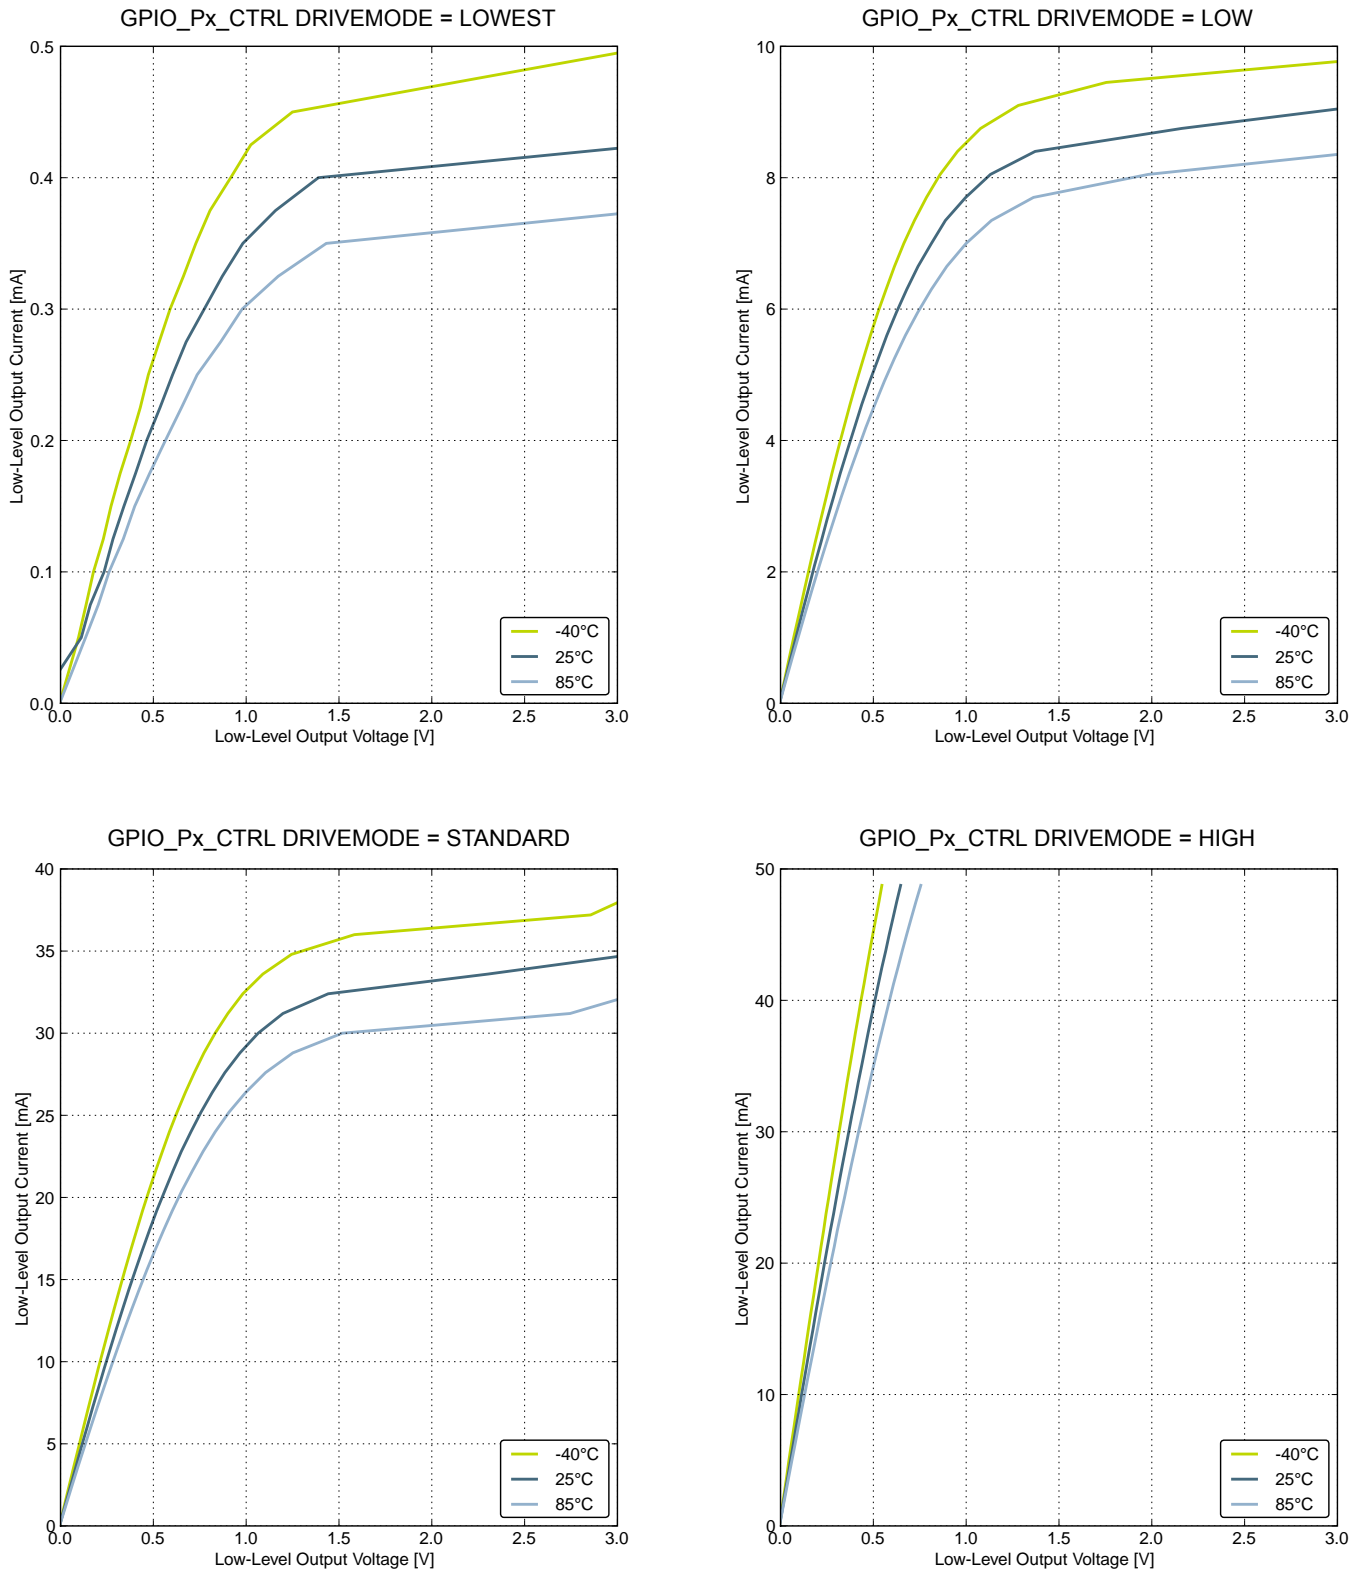 GPIO_Px_CTRL DRIVEMODE = LOWEST
0.5
0.4
0.3
0.2
0.1
0.0
Low-Level Output Current [mA]
-40°C
25°C
85°C
0.0 0.5 1.0 1.5 2.0 2.5 3.0
Low-Level Output Voltage [V]
GPIO_Px_CTRL DRIVEMODE = LOW
10
8
6
4
2
0
Low-Level Output Current [mA]
-40°C
25°C
85°C
0.0 0.5 1.0 1.5 2.0 2.5 3.0
Low-Level Output Voltage [V]
GPIO_Px_CTRL DRIVEMODE = STANDARD
40
35
30
25
20
15
10
5
0
Low-Level Output Current [mA]
-40°C
25°C
85°C
0.0 0.5 1.0 1.5 2.0 2.5 3.0
Low-Level Output Voltage [V]
GPIO_Px_CTRL DRIVEMODE = HIGH
50
40
30
20
10
0
Low-Level Output Current [mA]
-40°C
25°C
85°C
0.0 0.5 1.0 1.5 2.0 2.5 3.0
Low-Level Output Voltage [V]